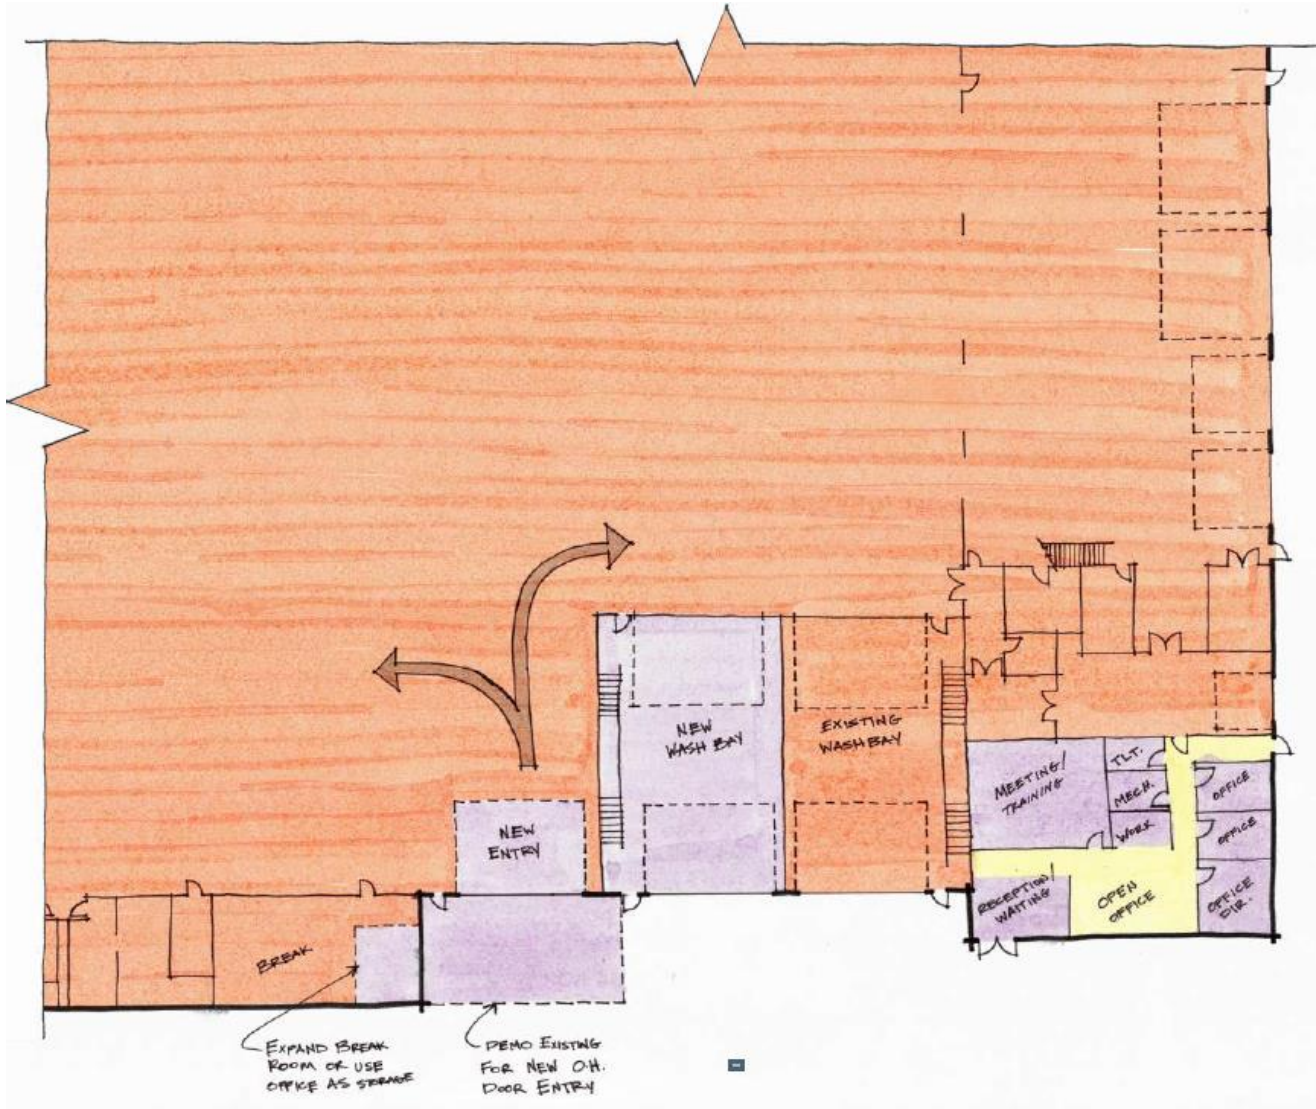 NEW
WASH BAY
EXISTING
WASH BAY
MEETING/
TRAINING
TLT.
MECH.
WORK
OFFICE
OFFICE
OFFICE
DIR.
OPEN
OFFICE
RECEPTION/
WAITING
NEW
ENTRY
BREAK
EXPAND BREAK
ROOM OR USE
OFFICE AS STORAGE
DEMO EXISTING
FOR NEW O.H.
DOOR ENTRY